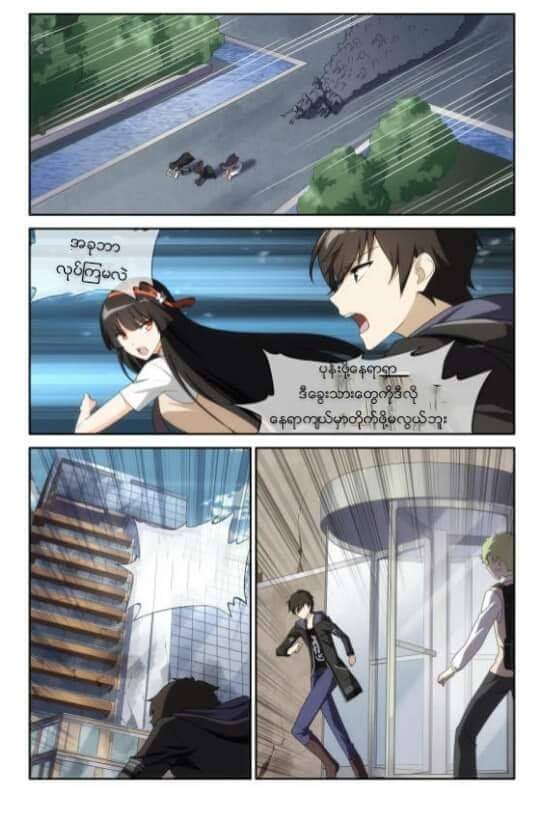 အခုဘာ
လုပ်ကြမလဲ
ပုန်းဖို့နေရာရှာ
ဒီခွေးသားတွေကိုဒီလို
နေရာကျယ်မှာတိုက်ဖို့မလွယ်ဘူး